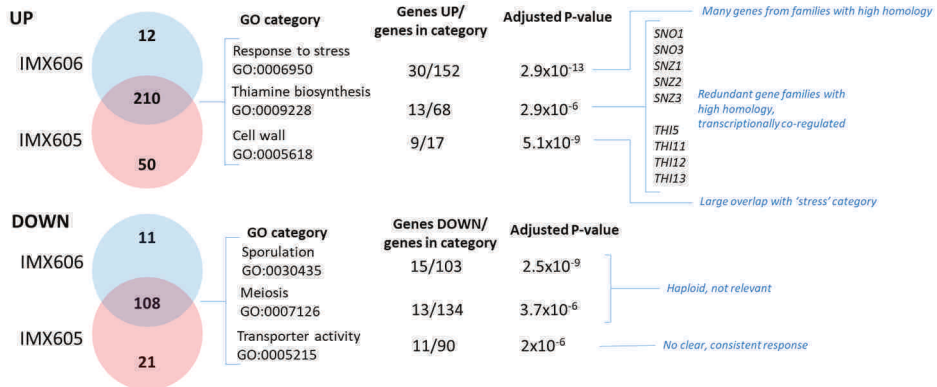 UP
GO category
Genes UP/
genes in category
Adjusted P-value
Many genes from families with high homology
12
IMX606
210
IMX605
50
Response to stress
GO:0006950
30/152
2.9x10-13
Thiamine biosynthesis
GO:0009228
13/68
2.9x10-6
Cell wall
GO:0005618
9/17
5.1x10-9
SNO1
SNO3
SNZ1
SNZ2
SNZ3
THI5
THI11
THI12
THI13
Redundant gene families with
high homology,
transcriptionally co-regulated
Large overlap with 'stress' category
DOWN
GO category
Genes DOWN/
genes in category
Adjusted P-value
11
IMX606
108
IMX605
21
Sporulation
GO:0030435
15/103
2.5x10-9
Meiosis
GO:0007126
13/134
3.7x10-6
Transporter activity
GO:0005215
11/90
2x10-6
Haploid, not relevant
No clear, consistent response